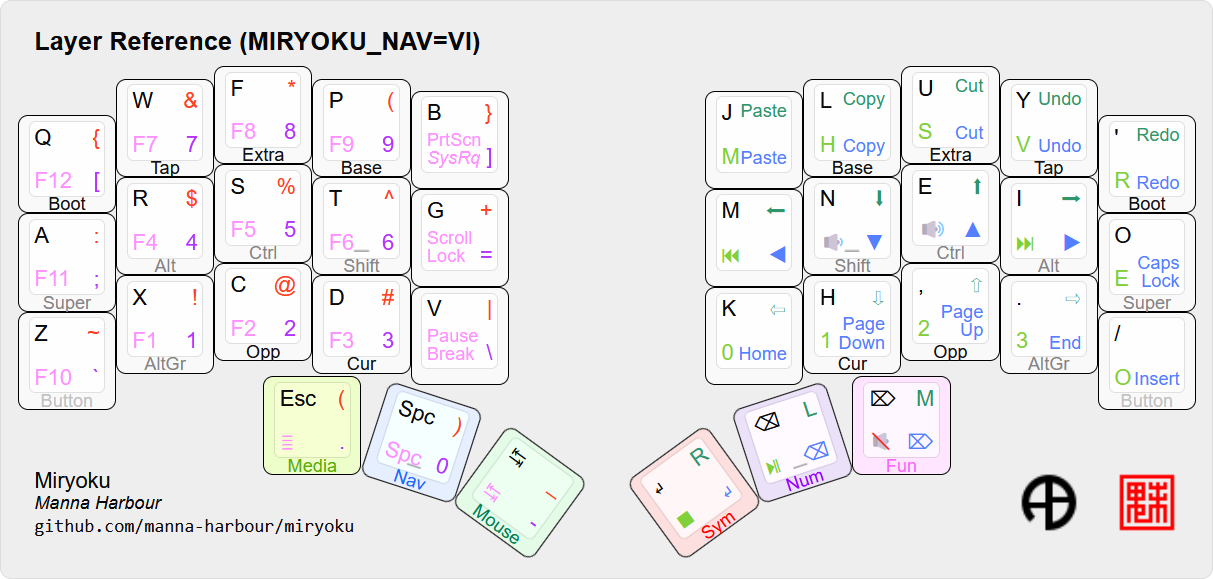 Layer Reference (MIRYOKU_NAV=VI)
Q {
F12 [
Boot
W &
F7 7
Tap
F *
F8 8
Extra
P (
F9 9
Base
B }
PrtScn
SysRq ]
J Paste
M Paste
L Copy
H Copy
Base
U Cut
S Cut
Extra
Y Undo
V Undo
Tap
' Redo
R Redo
Boot
A :
F11 ;
Super
R $
F4 4
Alt
S %
F5 5
Ctrl
T ^
F6_ 6
Shift
G +
Scroll
Lock =
M ←
⏮ ◀
N ⬇
🔉_ ▼
Shift
E ⬆
🔊 ▲
Ctrl
I →
⏭ ▶
Alt
O
Caps
E Lock
Super
Z ~
F10 `
Button
X !
F1 1
AltGr
C @
F2 2
Opp
D #
F3 3
Cur
V |
Pause
Break \
K ⇦
0 Home
H ⇩
Page
1 Down
Cur
, ⇧
Page
2 Up
Opp
. ⇨
3 End
AltGr
/
O Insert
Button
Esc (
☰ .
Media
Spc )
Spc_ 0
Nav
↹ _
↹ -
Mouse
↲ R
■ ↲
Sym
⌫ L
⏯ _ ⌫
Num
⌦ M
🔇 ⌦
Fun
Miryoku
Manna Harbour
github.com/manna-harbour/miryoku
魅